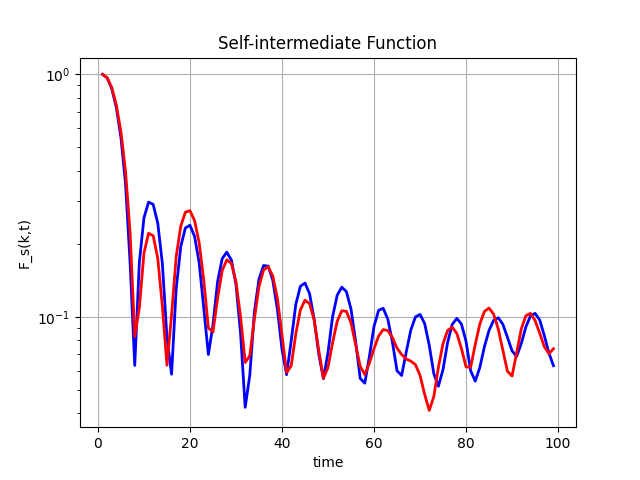 Self-intermediate Function
F_s(k,t)
10⁰
10⁻¹
0 20 40 60 80 100
time